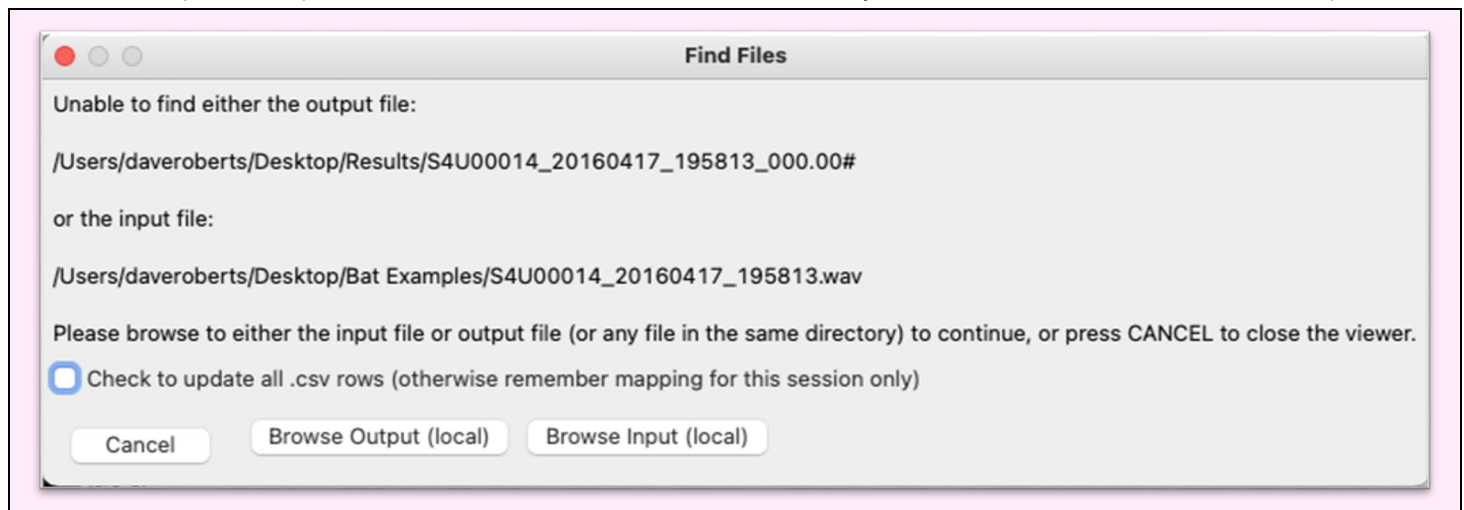 Find Files
Unable to find either the output file:
/Users/daveroberts/Desktop/Results/S4U00014_20160417_195813_000.00#
or the input file:
/Users/daveroberts/Desktop/Bat Examples/S4U00014_20160417_195813.wav
Please browse to either the input file or output file (or any file in the same directory) to continue, or press CANCEL to close the viewer.
Check to update all .csv rows (otherwise remember mapping for this session only)
Cancel Browse Output (local) Browse Input (local)